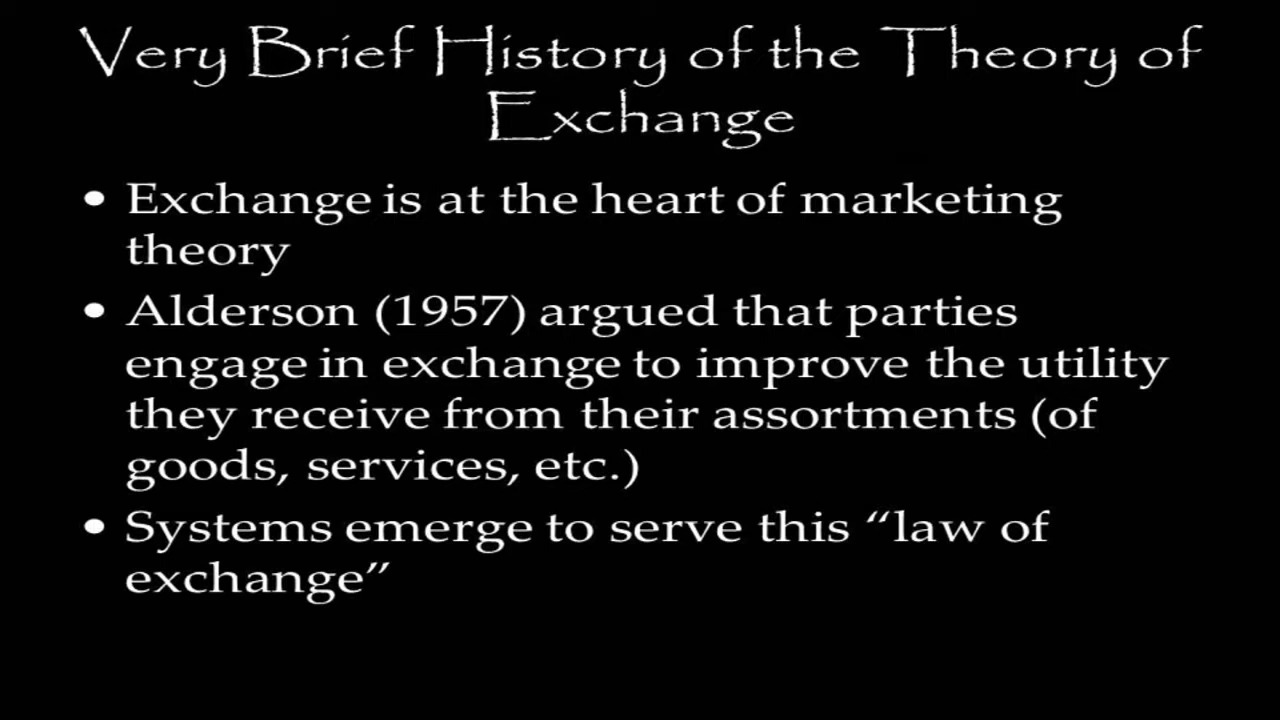 Very Brief History of the Theory of
Exchange
• Exchange is at the heart of marketing
theory
• Alderson (1957) argued that parties
engage in exchange to improve the utility
they receive from their assortments (of
goods, services, etc.)
• Systems emerge to serve this “law of
exchange”